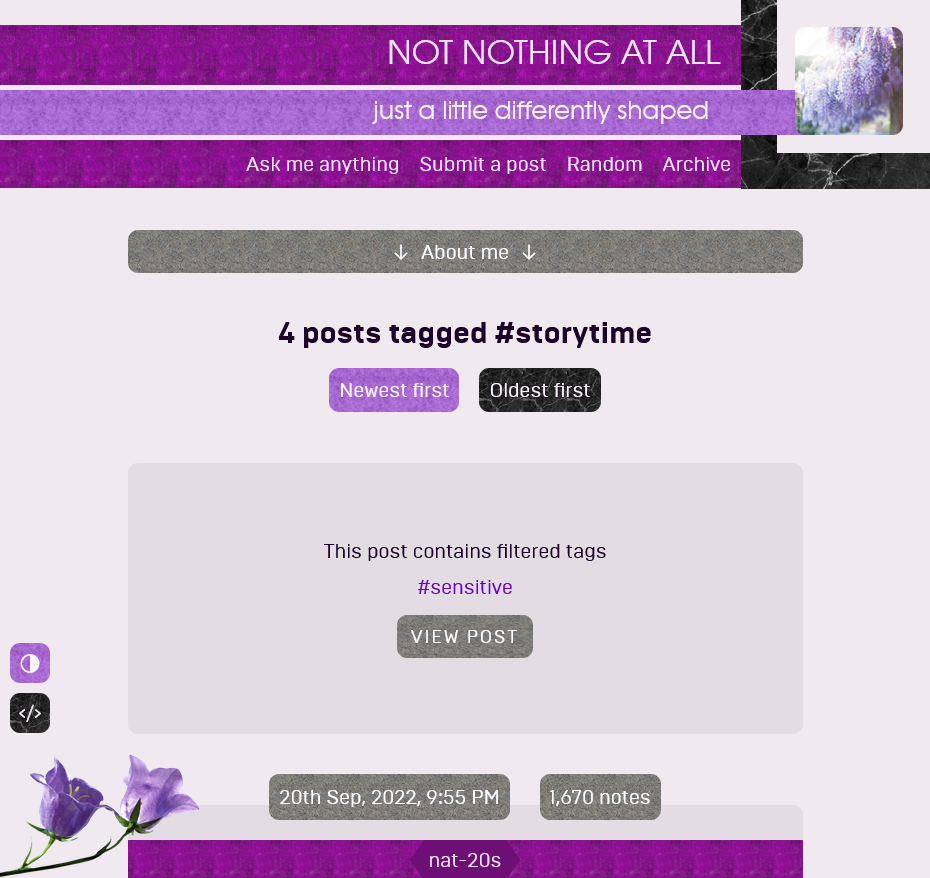 NOT NOTHING AT ALL
just a little differently shaped
Ask me anything Submit a post Random Archive
↓ About me ↓
4 posts tagged #storytime
Newest first Oldest first
This post contains filtered tags
#sensitive
VIEW POST
</>
20th Sep, 2022, 9:55 PM 1,670 notes
nat-20s